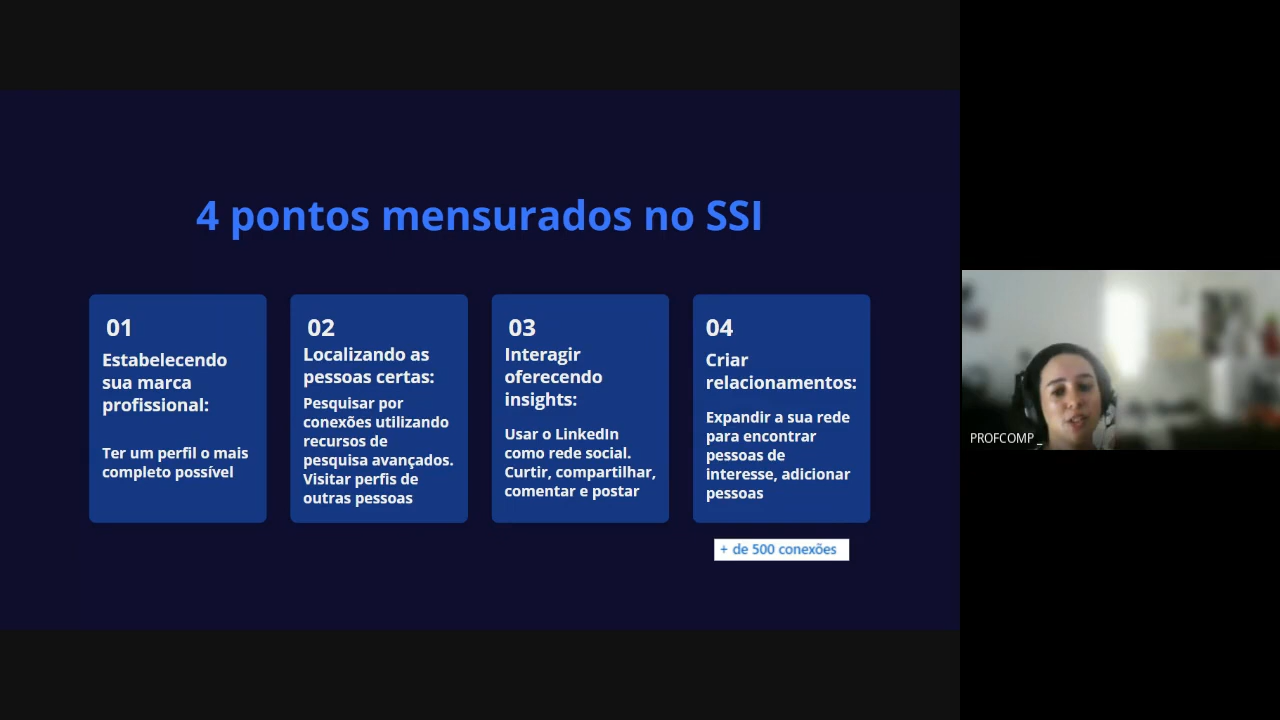 4 pontos mensurados no SSI
01
Estabelecendo
sua marca
profissional:
Ter um perfil o mais
completo possível
02
Localizando as
pessoas certas:
Pesquisar por
conexões utilizando
recursos de
pesquisa avançados.
Visitar perfis de
outras pessoas
03
Interagir
oferecendo
insights:
Usar o LinkedIn
como rede social.
Curtir, compartilhar,
comentar e postar
04
Criar
relacionamentos:
Expandir a sua rede
para encontrar
pessoas de
interesse, adicionar
pessoas
+ de 500 conexões
PROFCOMP _